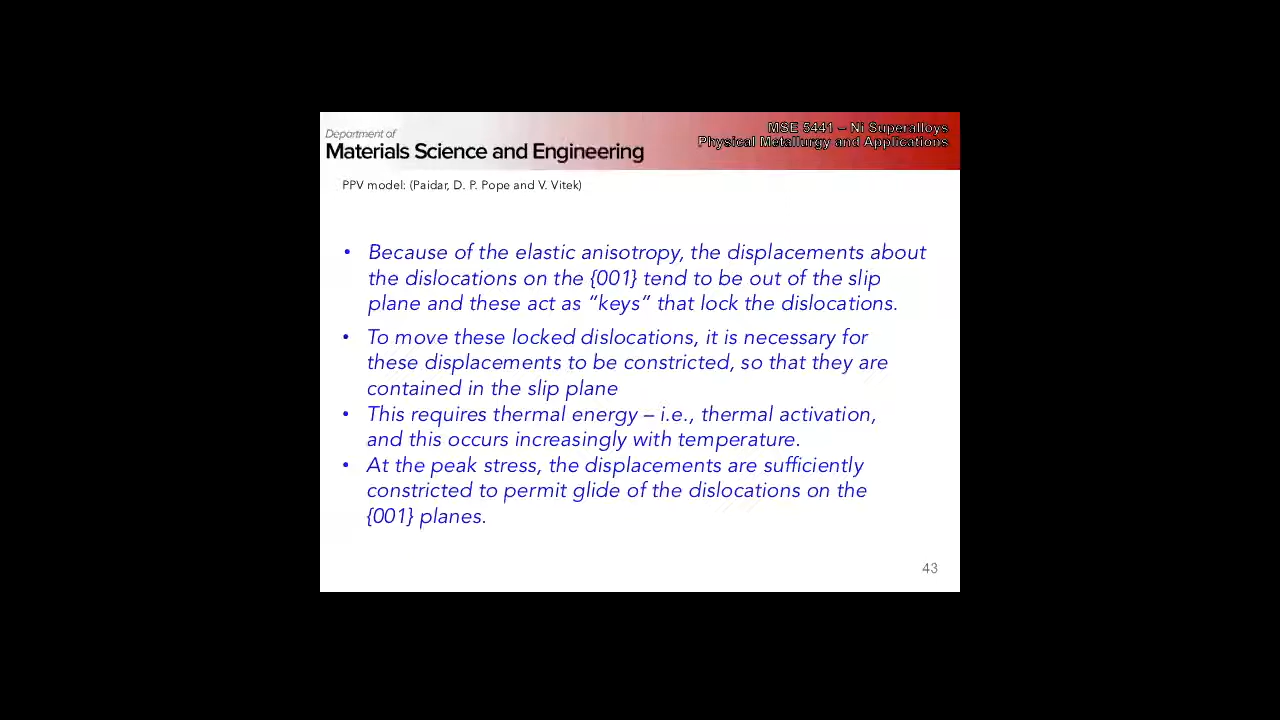 Department of
Materials Science and Engineering
MSE 5441 – Ni Superalloys
Physical Metallurgy and Applications
PPV model: (Paidar, D. P. Pope and V. Vitek)
• Because of the elastic anisotropy, the displacements about
the dislocations on the {001} tend to be out of the slip
plane and these act as “keys” that lock the dislocations.
• To move these locked dislocations, it is necessary for
these displacements to be constricted, so that they are
contained in the slip plane
• This requires thermal energy – i.e., thermal activation,
and this occurs increasingly with temperature.
• At the peak stress, the displacements are sufficiently
constricted to permit glide of the dislocations on the
{001} planes.
43